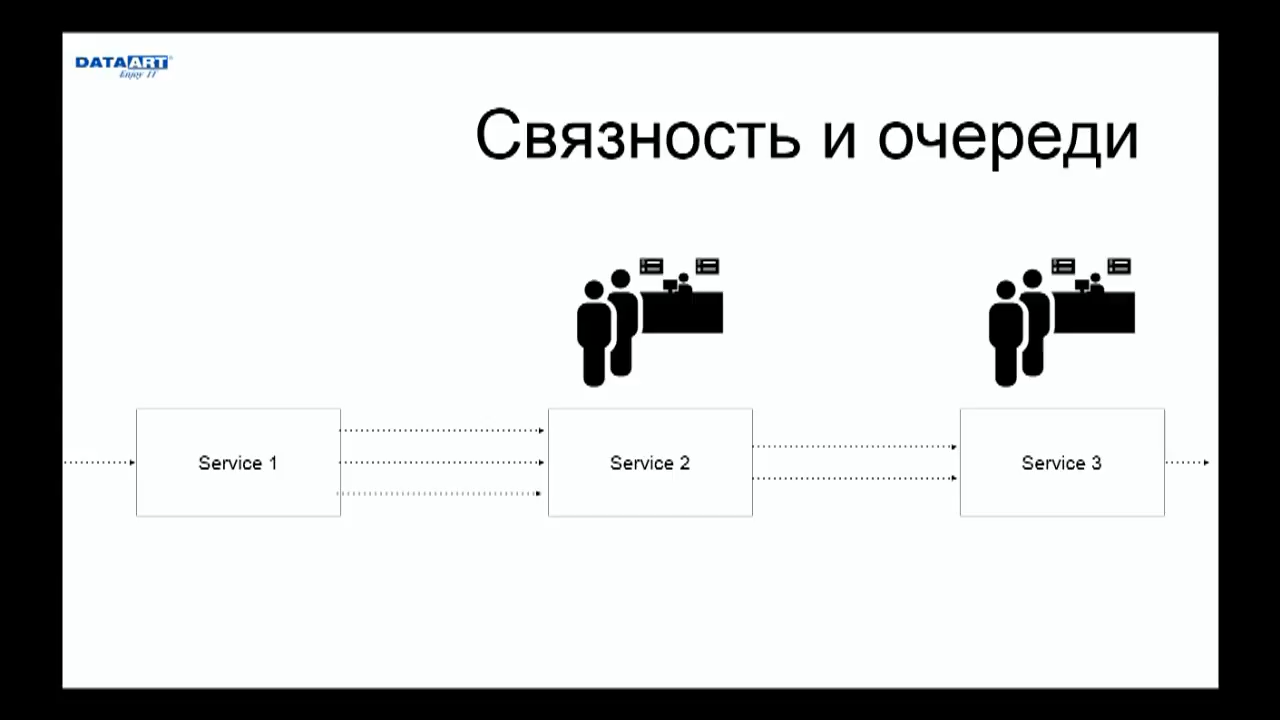 DATAART
Enjoy IT
Связность и очереди
Service 1
Service 2
Service 3